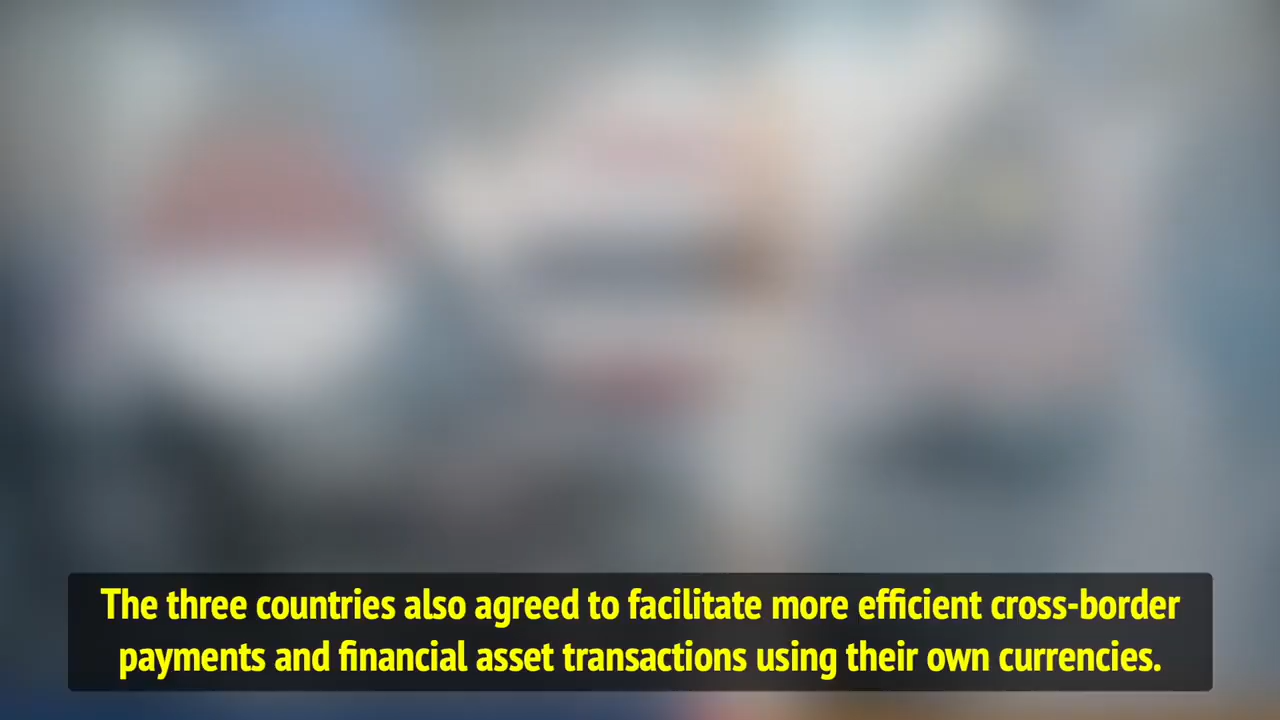 The three countries also agreed to facilitate more efficient cross-border
payments and financial asset transactions using their own currencies.